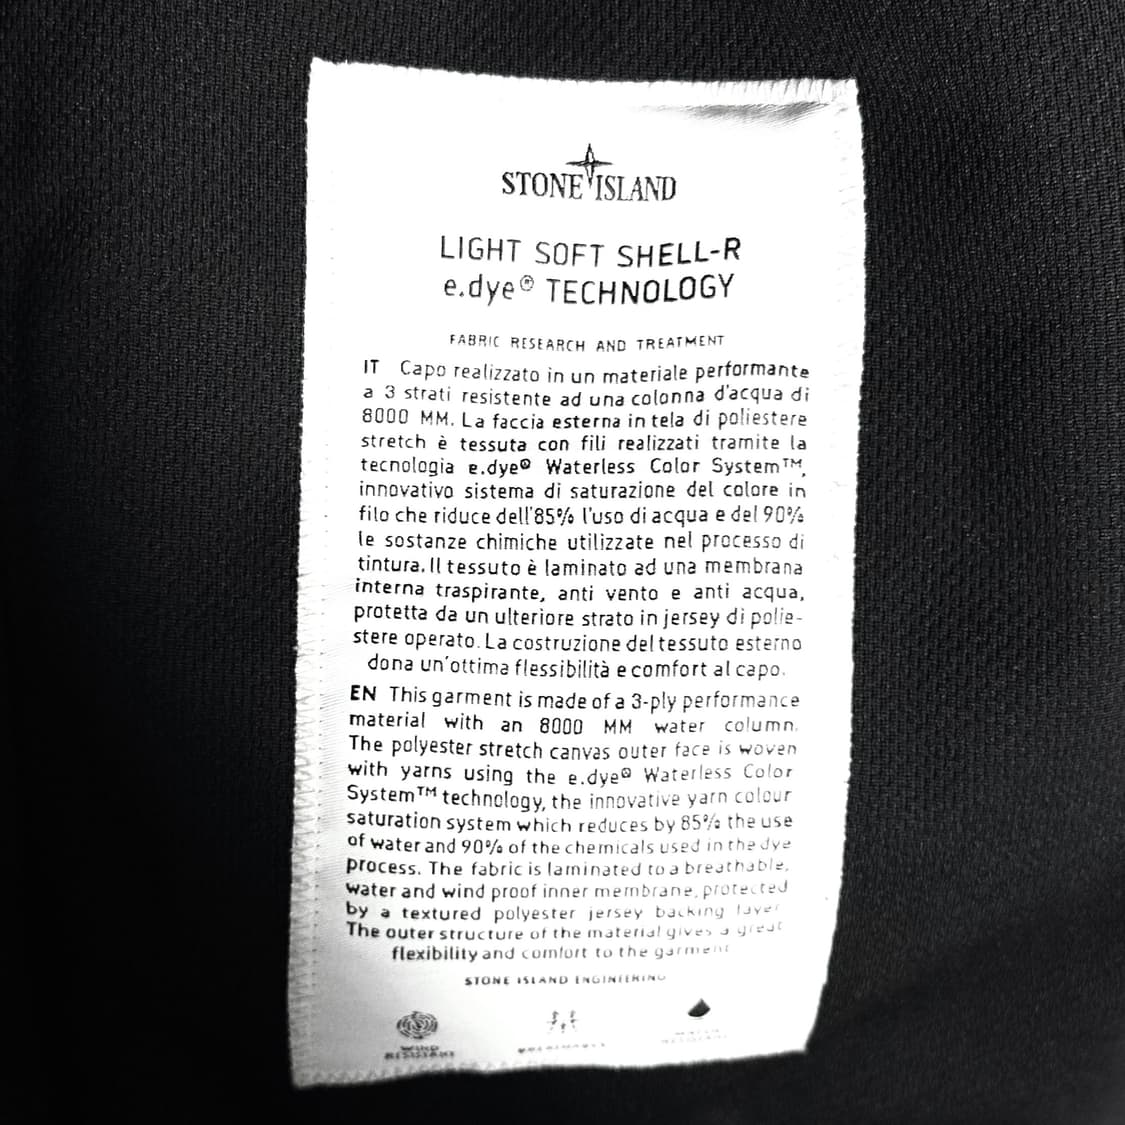 STONE ISLAND
LIGHT SOFT SHELL-R
e.dye® TECHNOLOGY
FABRIC RESEARCH AND TREATMENT
IT Capo realizzato in un materiale performante
a 3 strati resistente ad una colonna d'acqua di
8000 MM. La faccia esterna in tela di poliestere
stretch è tessuta con fili realizzati tramite la
tecnologia e.dye® Waterless Color System™,
innovativo sistema di saturazione del colore in
filo che riduce dell'85% l'uso di acqua e del 90%
le sostanze chimiche utilizzate nel processo di
tintura. Il tessuto è laminato ad una membrana
interna traspirante, anti vento e anti acqua,
protetta da un ulteriore strato in jersey di polie-
stere operato. La costruzione del tessuto esterno
dona un'ottima flessibilità e comfort al capo.
EN This garment is made of a 3-ply performance
material with an 8000 MM water column.
The polyester stretch canvas outer face is woven
with yarns using the e.dye® Waterless Color
System™ technology, the innovative yarn colour
saturation system which reduces by 85% the use
of water and 90% of the chemicals used in the dye
process. The fabric is laminated to a breathable,
water and wind proof inner membrane, protected
by a textured polyester jersey backing layer
The outer structure of the material gives a great
flexibility and comfort to the garment
STONE ISLAND ENGINEERING
WIND
RESISTANT